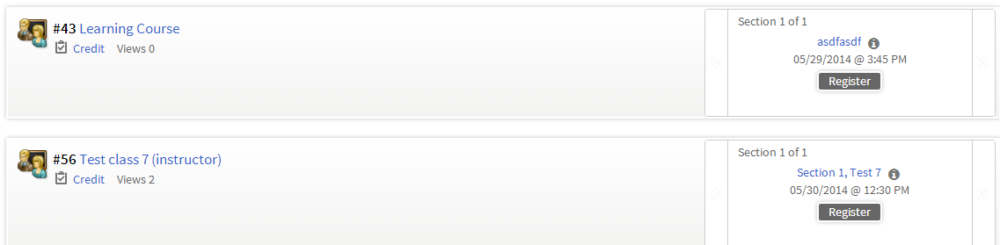 #43 Learning Course
Credit Views 0
Section 1 of 1
asdfasdf
05/29/2014 @ 3:45 PM
Register
#56 Test class 7 (instructor)
Credit Views 2
Section 1 of 1
Section 1, Test 7
05/30/2014 @ 12:30 PM
Register